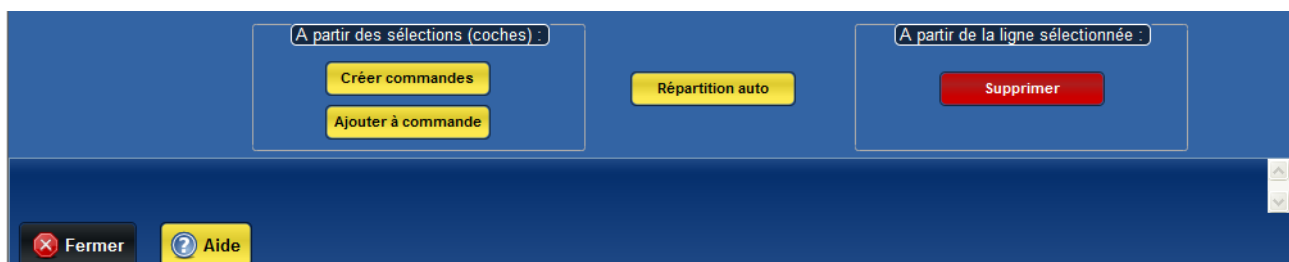 A partir des sélections (coches) :
Créer commandes
Ajouter à commande
Répartition auto
A partir de la ligne sélectionnée :
Supprimer
Fermer
Aide